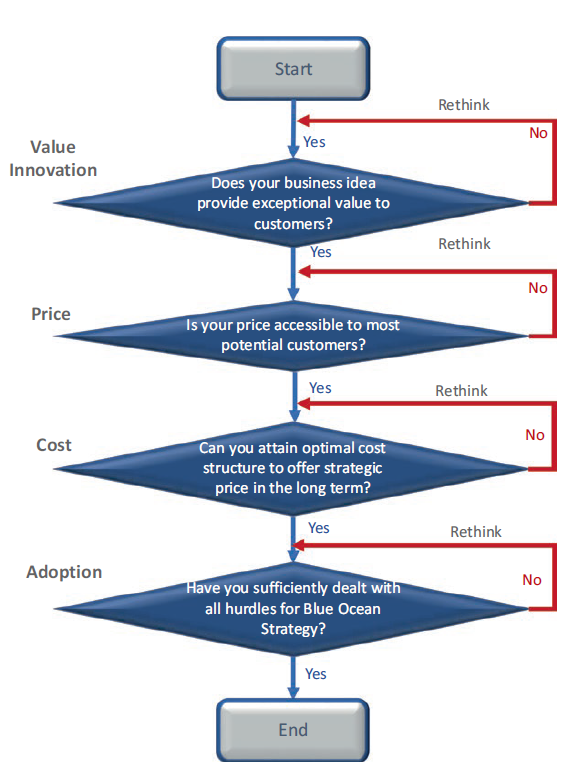 Start
Rethink
No
Yes
Value
Innovation
Does your business idea
provide exceptional value to
customers?
Rethink
Yes
No
Price
Is your price accessible to most
potential customers?
Yes
Rethink
No
Cost
Can you attain optimal cost
structure to offer strategic
price in the long term?
Yes
Rethink
No
Adoption
Have you sufficiently dealt with
all hurdles for Blue Ocean
Strategy?
Yes
End